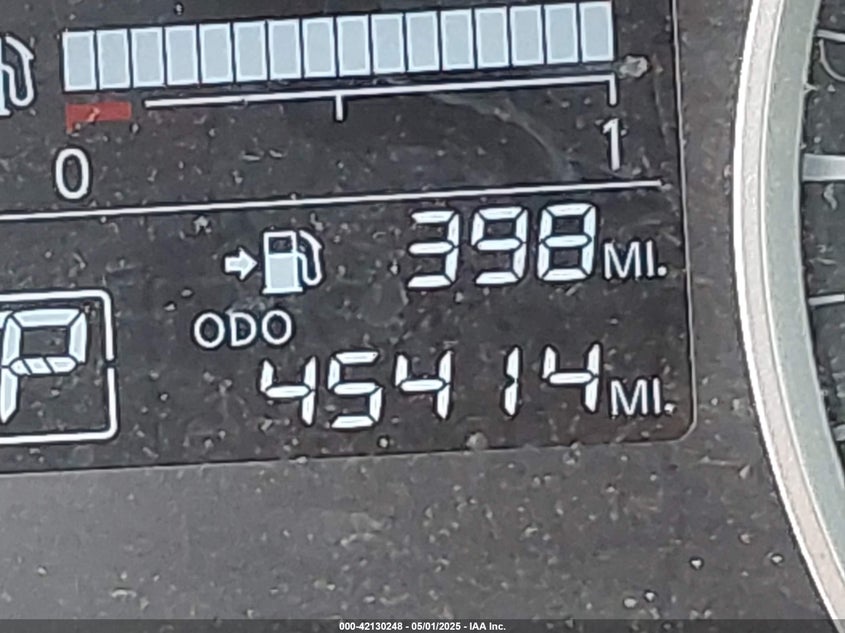 0 1
398 MI.
ODO
45414 MI.
P
000-42130248 - 05/01/2025 - IAA Inc.